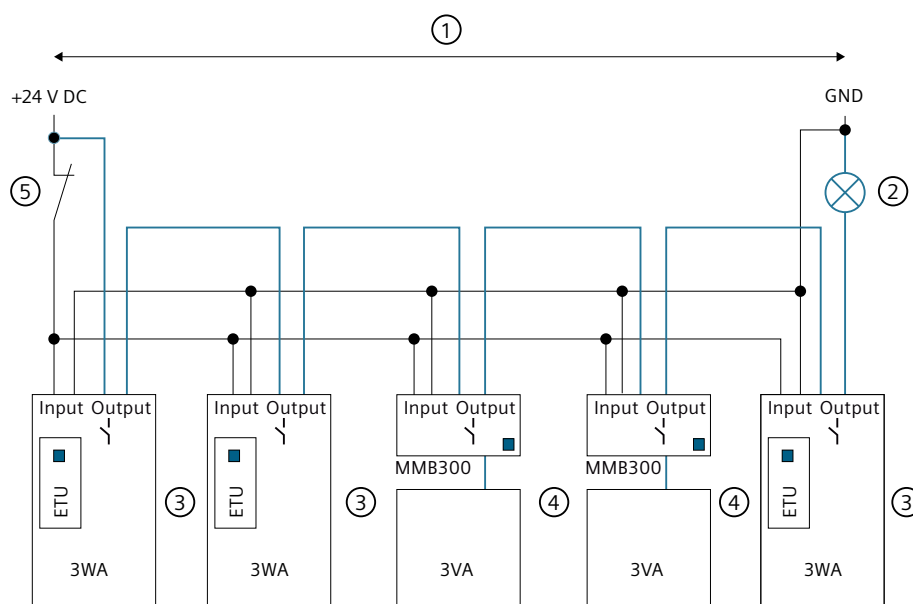 ①
+24 V DC
GND
⑤
②
Input Output
Input Output
Input Output
Input Output
Input Output
MMB300
MMB300
ETU
ETU
ETU
③
③
④
④
③
3WA
3WA
3VA
3VA
3WA